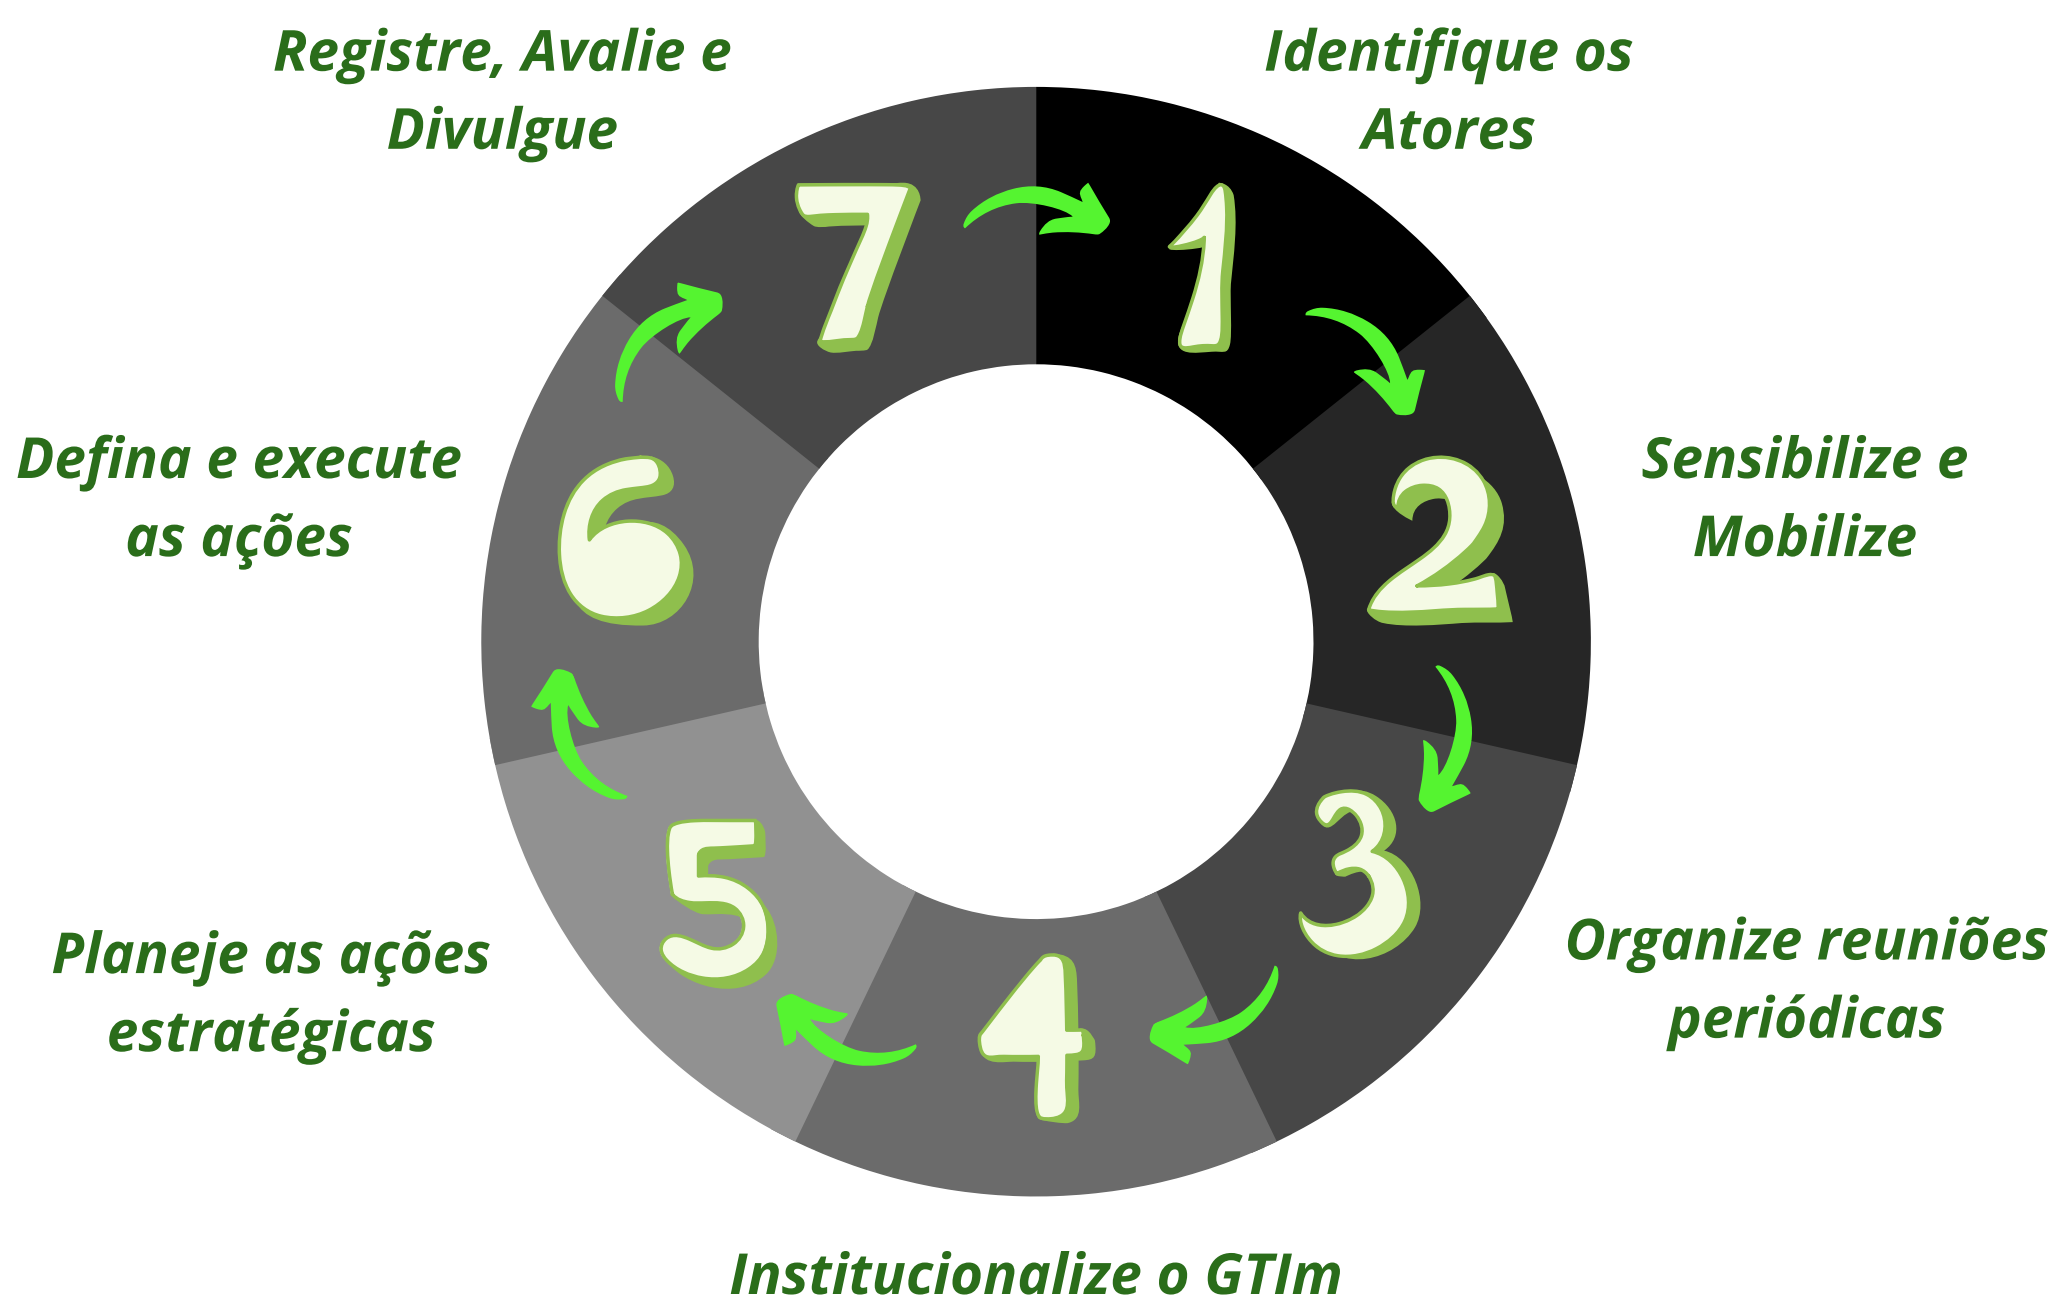 Registre, Avalie e
Divulgue
Identifique os
Atores
7
1
Defina e execute
as ações
6
2
Sensibilize e
Mobilize
5
3
Planeje as ações
estratégicas
4
Organize reuniões
periódicas
Institucionalize o GTIm